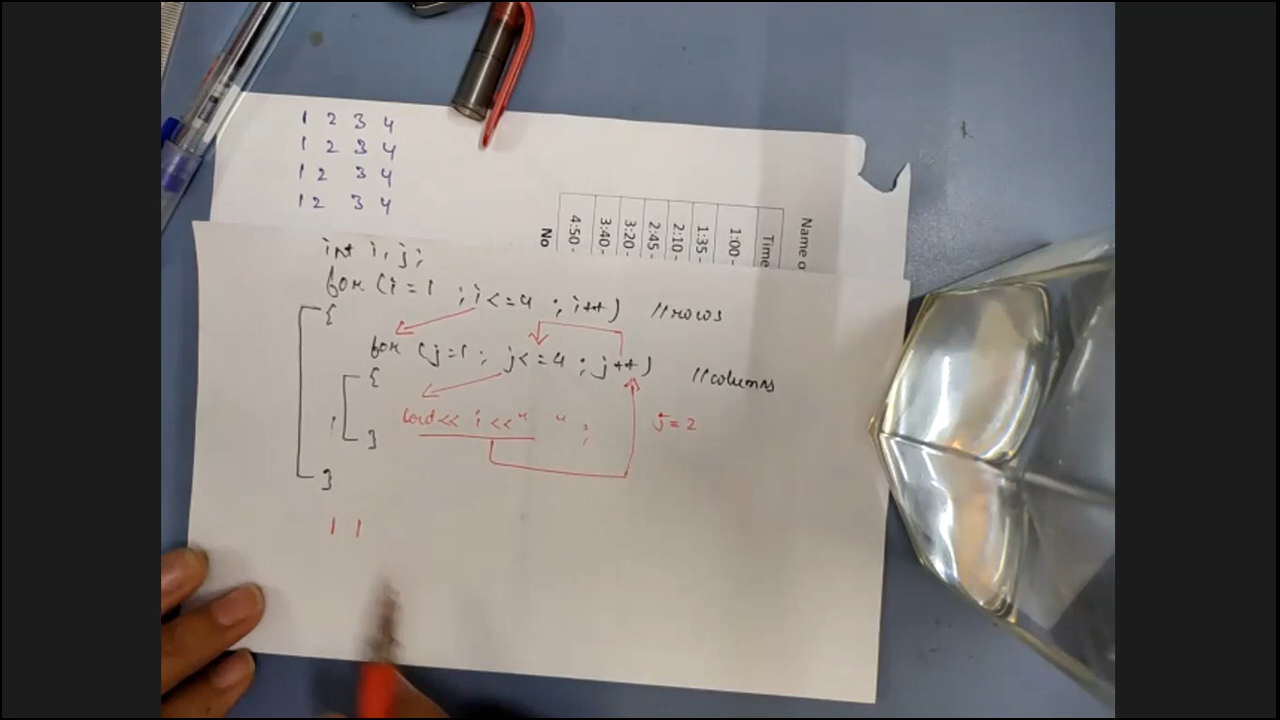 1 2 3 4
1 2 3 4
1 2 3 4
1 2 3 4
Name o
Time
1:00 -
1:35 -
2:10 -
2:45 -
3:20 -
3:40 -
4:50 -
No
int i, j;
for (i=1 ; i<=4 ; i++) //rows
{
for (j=1 ; j<=4 ; j++) //columns
{
cout<< i <<" " ;
j=2
}
}
1 1